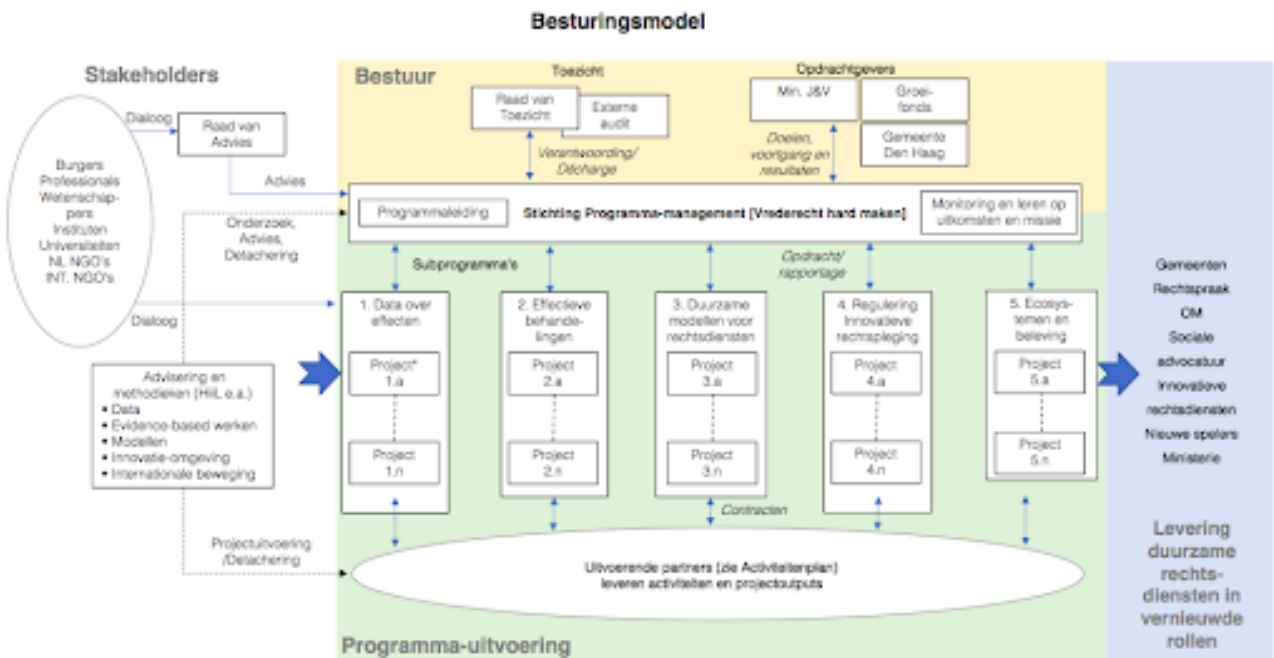 Besturingsmodel
Stakeholders
Dialoog
Raad van
Advies
Burgers
Professionals
Wetenschap-
pers
Instituten
Universiteiten
NL NGO's
INT. NGO's
Advies
Onderzoek,
Advies,
Detachering
Dialoog
Advisering en
methodieken (HiiL e.a.)
• Data
• Evidence-based werken
• Modellen
• Innovatie-omgeving
• Internationale beweging
Projectuitvoering
/Detachering
Bestuur
Toezicht
Raad van
Toezicht
Externe
audit
Verantwoording/
Décharge
Opdrachtgevers
Min. J&V
Groei-
fonds
Gemeente
Den Haag
Doelen,
voortgang en
resultaten
Programmaleiding
Stichting Programma-management [Vrederecht hard maken]
Monitoring en leren op
uitkomsten en missie
Subprogramma's
Opdracht/
rapportage
1. Data over
effecten
Project*
1.a
Project
1.n
2. Effectieve
behande-
lingen
Project
2.a
Project
2.n
3. Duurzame
modellen voor
rechtsdiensten
Project
3.a
Project
3.n
4. Regulering
Innovatieve
rechtspleging
Project
4.a
Project
4.n
5. Ecosys-
temen en
beleving
Project
5.a
Project
5.n
Contracten
Uitvoerende partners (zie Activiteitenplan)
leveren activiteiten en projectoutputs
Programma-uitvoering
Gemeenten
Rechtspraak
OM
Sociale
advocatuur
Innovatieve
rechtsdiensten
Nieuwe spelers
Ministerie
Levering
duurzame
rechts-
diensten in
vernieuwde
rollen